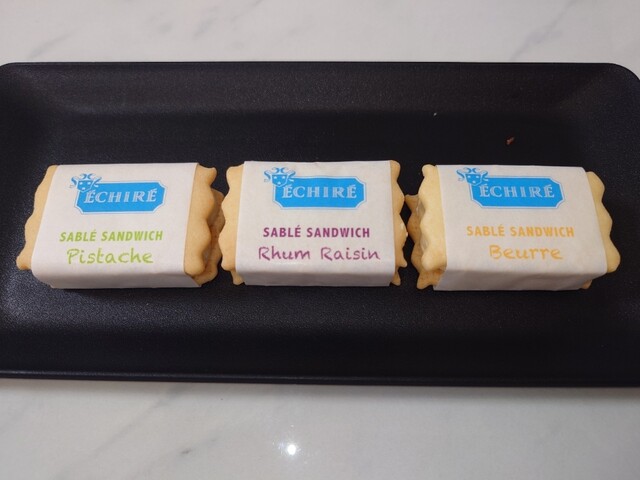 ÉCHIRÉ
SABLÉ SANDWICH
Pistache
ÉCHIRÉ
SABLÉ SANDWICH
Rhum Raisin
ÉCHIRÉ
SABLÉ SANDWICH
Beurre